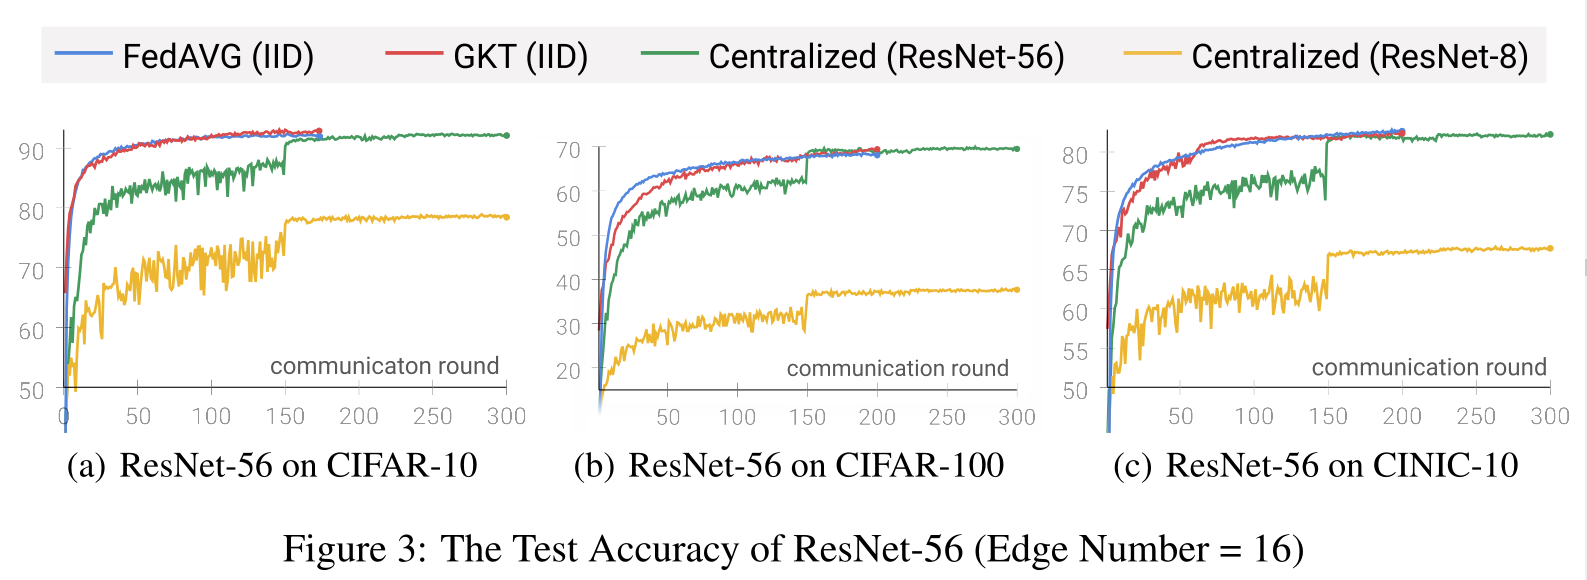 FedAVG (IID) GKT (IID) Centralized (ResNet-56) Centralized (ResNet-8)
90
80
70
60
50
communicaton round
0 50 100 150 200 250 300
(a) ResNet-56 on CIFAR-10
70
60
50
40
30
20
communication round
50 100 150 200 250 300
(b) ResNet-56 on CIFAR-100
80
75
70
65
60
55
50
communication round
50 100 150 200 250 300
(c) ResNet-56 on CINIC-10
Figure 3: The Test Accuracy of ResNet-56 (Edge Number = 16)